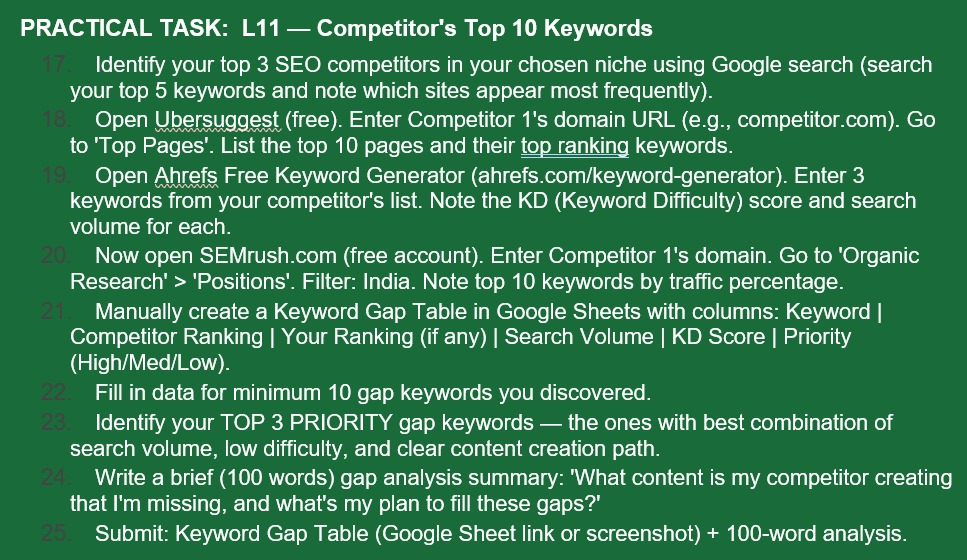 PRACTICAL TASK:  L11 — Competitor's Top 10 Keywords
17. Identify your top 3 SEO competitors in your chosen niche using Google search (search
your top 5 keywords and note which sites appear most frequently).
18. Open Ubersuggest (free). Enter Competitor 1's domain URL (e.g., competitor.com). Go
to 'Top Pages'. List the top 10 pages and their top ranking keywords.
19. Open Ahrefs Free Keyword Generator (ahrefs.com/keyword-generator). Enter 3
keywords from your competitor's list. Note the KD (Keyword Difficulty) score and search
volume for each.
20. Now open SEMrush.com (free account). Enter Competitor 1's domain. Go to 'Organic
Research' > 'Positions'. Filter: India. Note top 10 keywords by traffic percentage.
21. Manually create a Keyword Gap Table in Google Sheets with columns: Keyword |
Competitor Ranking | Your Ranking (if any) | Search Volume | KD Score | Priority
(High/Med/Low).
22. Fill in data for minimum 10 gap keywords you discovered.
23. Identify your TOP 3 PRIORITY gap keywords — the ones with best combination of
search volume, low difficulty, and clear content creation path.
24. Write a brief (100 words) gap analysis summary: 'What content is my competitor creating
that I'm missing, and what's my plan to fill these gaps?'
25. Submit: Keyword Gap Table (Google Sheet link or screenshot) + 100-word analysis.